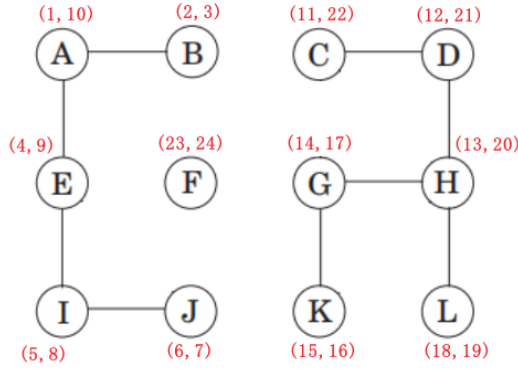 (1, 10) (2, 3) (11, 22) (12, 21)
A B C D
(4, 9) (23, 24) (14, 17) (13, 20)
E F G H
I J K L
(5, 8) (6, 7) (15, 16) (18, 19)